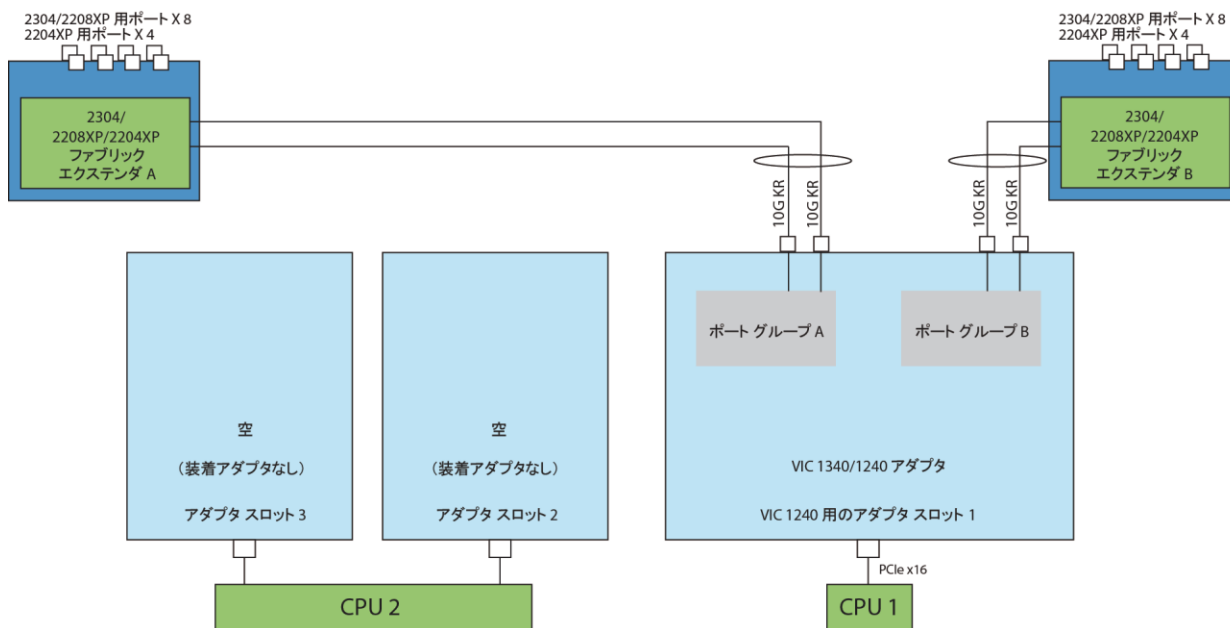 2304/2208XP 用ポート X 8
2204XP 用ポート X 4
2304/2208XP 用ポート X 8
2204XP 用ポート X 4
2304/
2208XP/2204XP
ファブリック
エクステンダ A
2304/
2208XP/2204XP
ファブリック
エクステンダ B
10G KR
10G KR
10G KR
10G KR
ポート グループ A
ポート グループ B
空
(装着アダプタなし)
アダプタ スロット 3
空
(装着アダプタなし)
アダプタ スロット 2
VIC 1340/1240 アダプタ
VIC 1240 用のアダプタ スロット 1
PCIe x16
CPU 2
CPU 1